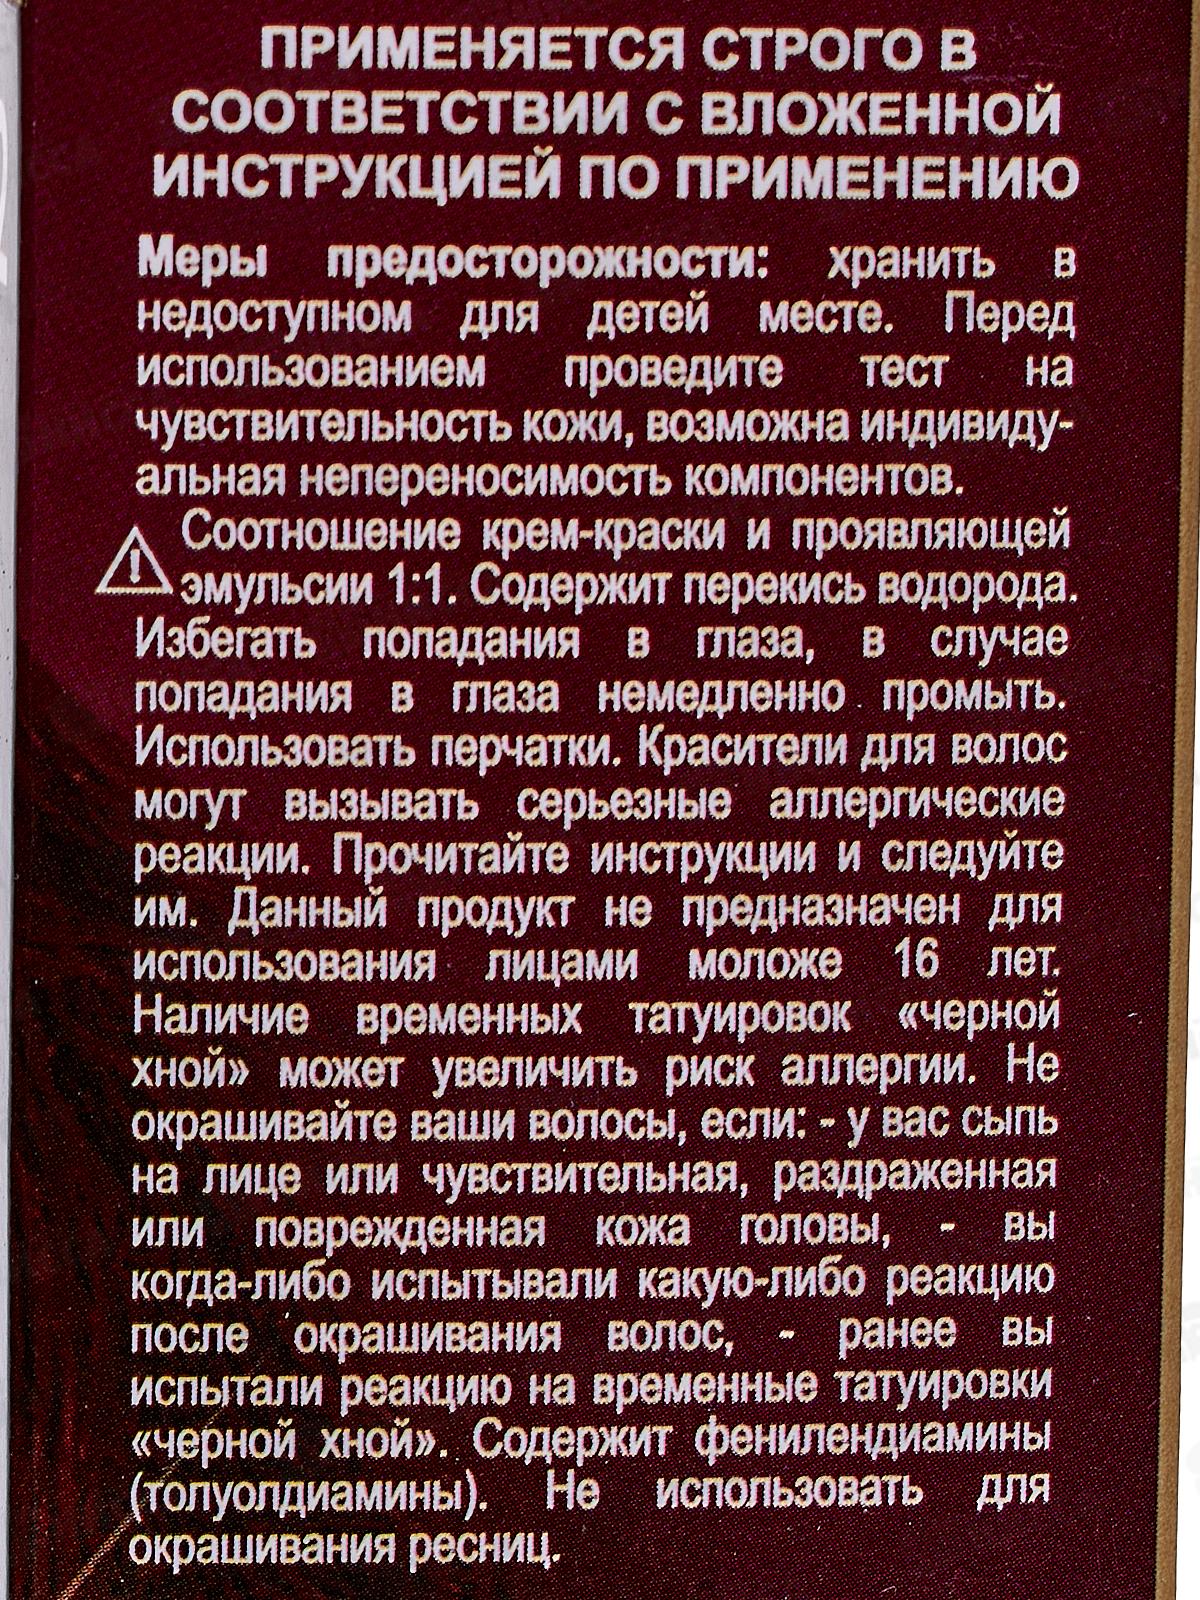 ПРИМЕНЯЕТСЯ СТРОГО В
СООТВЕТСТВИИ С ВЛОЖЕННОЙ
ИНСТРУКЦИЕЙ ПО ПРИМЕНЕНИЮ
Меры предосторожности: хранить в
недоступном для детей месте. Перед
использованием проведите тест на
чувствительность кожи, возможна индивиду-
альная непереносимость компонентов.
Соотношение крем-краски и проявляющей
эмульсии 1:1. Содержит перекись водорода.
Избегать попадания в глаза, в случае
попадания в глаза немедленно промыть.
Использовать перчатки. Красители для волос
могут вызывать серьезные аллергические
реакции. Прочитайте инструкции и следуйте
им. Данный продукт не предназначен для
использования лицами моложе 16 лет.
Наличие временных татуировок «черной
хной» может увеличить риск аллергии. Не
окрашивайте ваши волосы, если: - у вас сыпь
на лице или чувствительная, раздраженная
или поврежденная кожа головы, - вы
когда-либо испытывали какую-либо реакцию
после окрашивания волос, - ранее вы
испытали реакцию на временные татуировки
«черной хной». Содержит фенилендиамины
(толуолдиамины). Не использовать для
окрашивания ресниц.